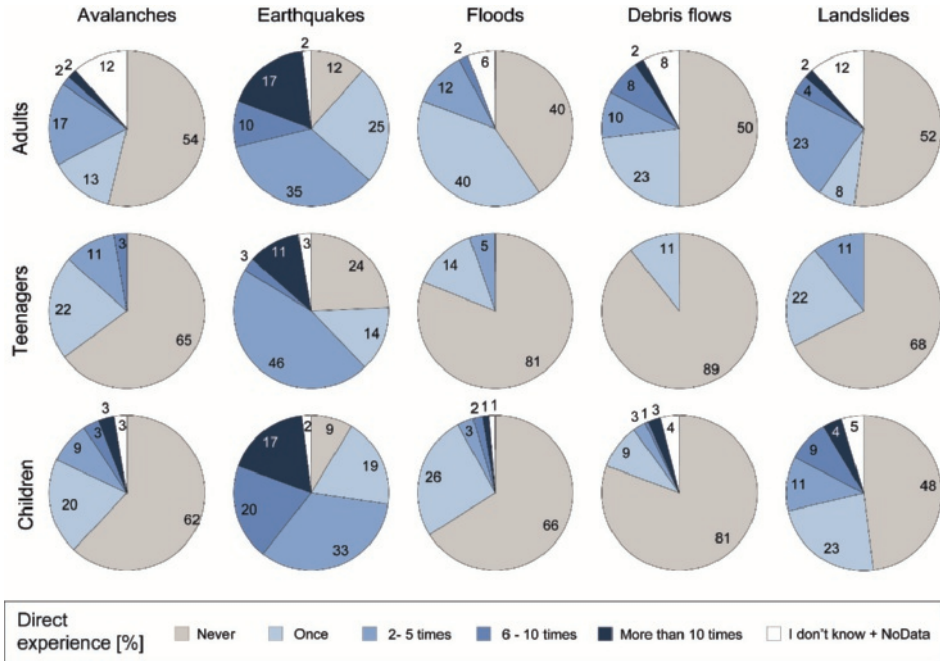 Avalanches Earthquakes Floods Debris flows Landslides
Adults
2 2 12 54 13 17
2 12 25 35 10 17
2 6 40 40 12
2 8 50 23 10 8
2 12 52 8 23 4
Teenagers
3 65 22 11
3 24 14 46 3 11
5 81 14
11 89
11 68 22
Children
3 3 62 20 9 3
2 9 19 33 20 17
2 1 1 66 26 3
3 1 3 4 81 9
5 48 23 11 9 4
Direct experience [%]
Never Once 2- 5 times 6 - 10 times More than 10 times I don't know + NoData